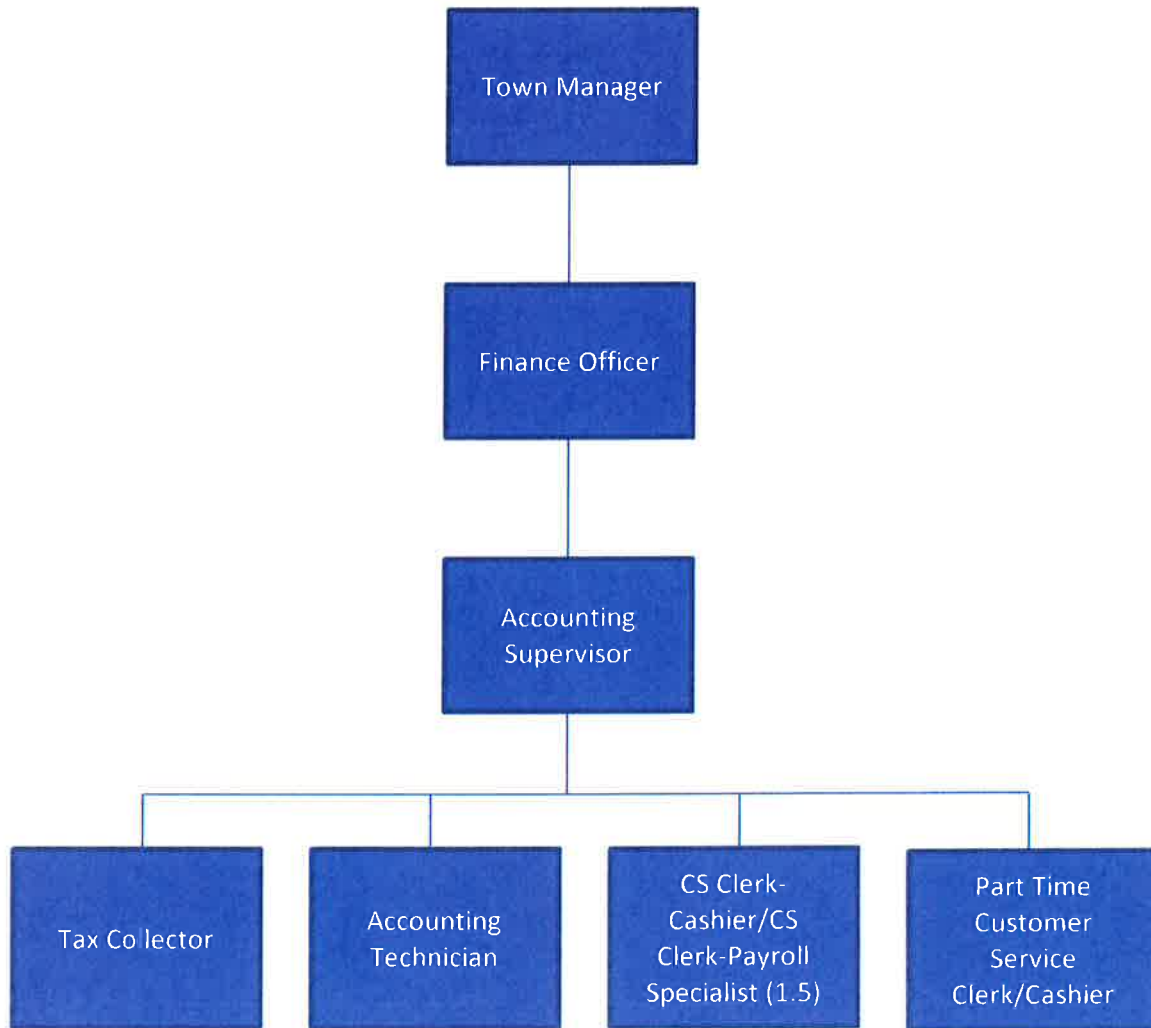 Town Manager
Finance Officer
Accounting
Supervisor
Tax Collector
Accounting
Technician
CS Clerk-
Cashier/CS
Clerk-Payroll
Specialist (1.5)
Part Time
Customer
Service
Clerk/Cashier